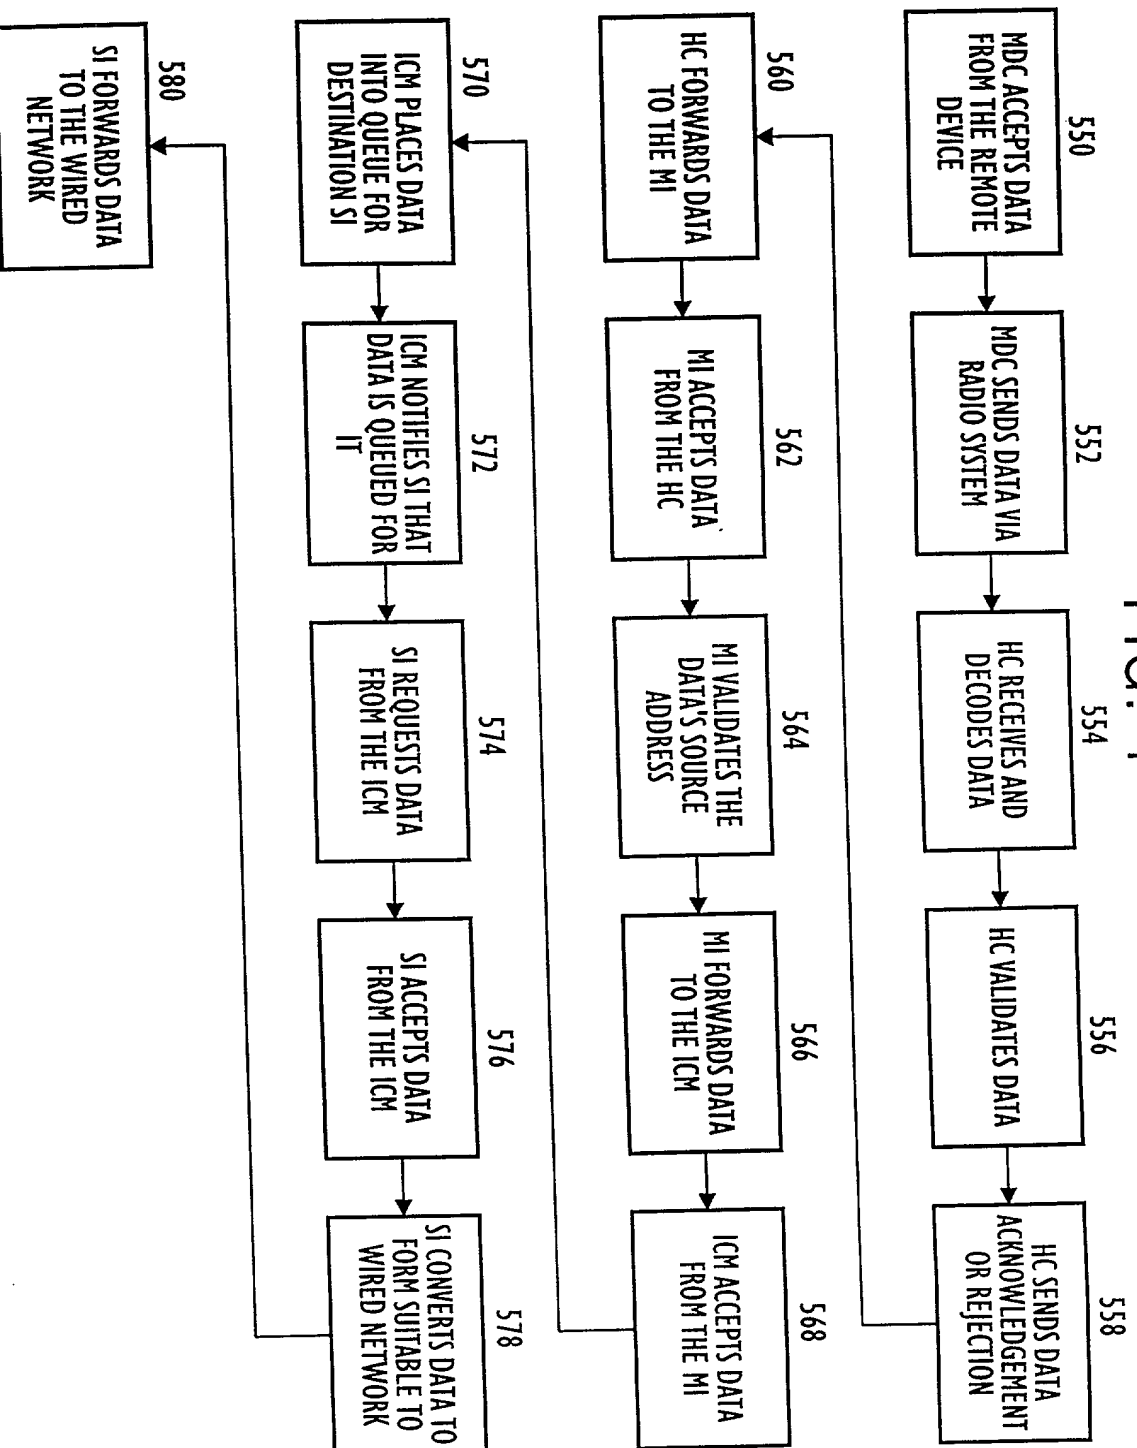 550
MDC ACCEPTS DATA
FROM THE REMOTE
DEVICE
552
MDC SENDS DATA VIA
RADIO SYSTEM
554
HC RECEIVES AND
DECODES DATA
556
HC VALIDATES DATA
558
HC SENDS DATA
ACKNOWLEDGEMENT
OR REJECTION
560
HC FORWARDS DATA
TO THE MI
562
MI ACCEPTS DATA
FROM THE HC
564
MI VALIDATES THE
DATA'S SOURCE
ADDRESS
566
MI FORWARDS DATA
TO THE ICM
568
ICM ACCEPTS DATA
FROM THE MI
570
ICM PLACES DATA
INTO QUEUE FOR
DESTINATION SI
572
ICM NOTIFIES SI THAT
DATA IS QUEUED FOR
IT
574
SI REQUESTS DATA
FROM THE ICM
576
SI ACCEPTS DATA
FROM THE ICM
578
SI CONVERTS DATA TO
FORM SUITABLE TO
WIRED NETWORK
580
SI FORWARDS DATA
TO THE WIRED
NETWORK